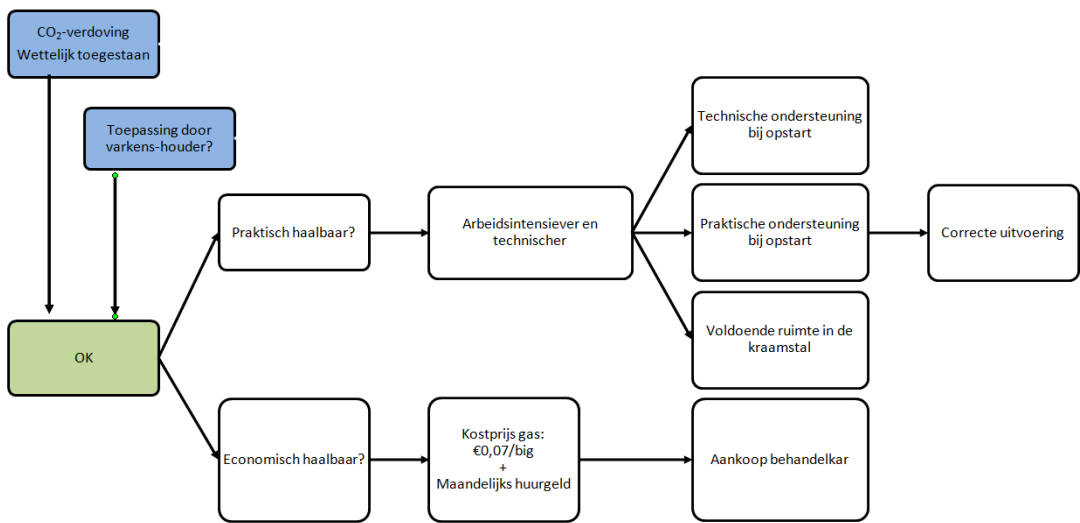 CO₂-verdoving
Wettelijk toegestaan
Toepassing door
varkens-houder?
Technische ondersteuning
bij opstart
Praktisch haalbaar?
Arbeidsintensiever en
technischer
Praktische ondersteuning
bij opstart
Correcte uitvoering
OK
Voldoende ruimte in de
kraamstal
Economisch haalbaar?
Kostprijs gas:
€0,07/big
+
Maandelijks huurgeld
Aankoop behandelkar